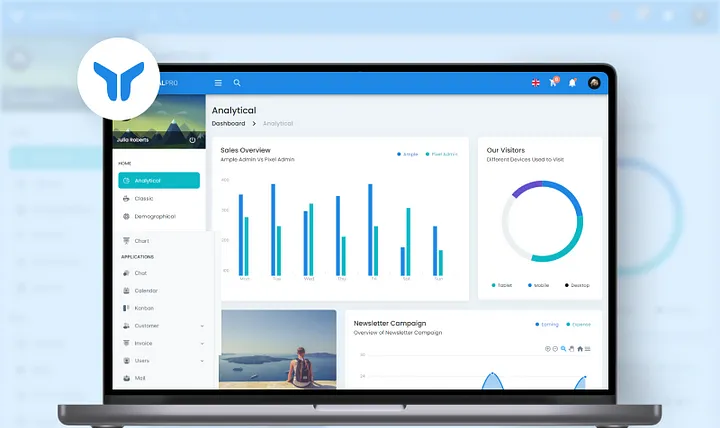 ALPRO
Julia Roberts
HOME
Analytical
Classic
Demographical
Chart
APPLICATIONS
Chat
Calendar
Kanban
Customer
Invoice
Users
Mail
Analytical
Dashboard > Analytical
Sales Overview
Ample Admin Vs Pixel Admin
Ample
Pixel Admin
Mon Tue Wed Thu Fri Sat Sun
Our Visitors
Different Devices Used to Visit
Tablet
Mobile
Desktop
Newsletter Campaign
Overview of Newsletter Campaign
Earning
Expense